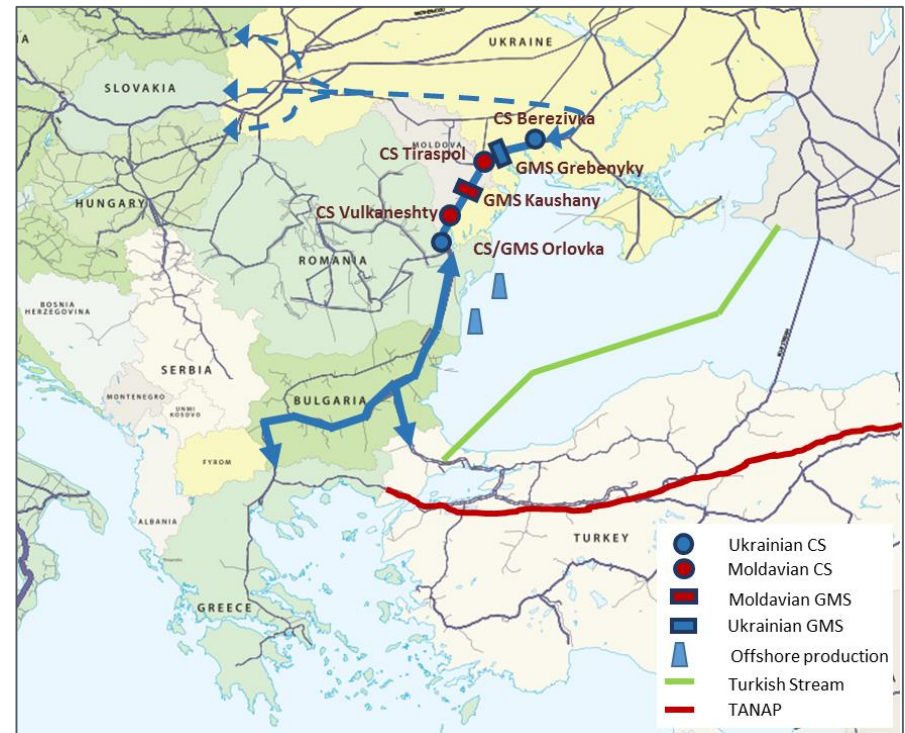 UKRAINE
SLOVAKIA
CS Berezivka
MOLDOVA
CS Tiraspol
GMS Grebenyky
HUNGARY
GMS Kaushany
CS Vulkaneshty
CS/GMS Orlovka
ROMANIA
BOSNIA
HERZEGOVINA
SERBIA
MONTENEGRO
UNMI
KOSOVO
BULGARIA
FYROM
ALBANIA
TURKEY
GREECE
Ukrainian CS
Moldavian CS
Moldavian GMS
Ukrainian GMS
Offshore production
Turkish Stream
TANAP